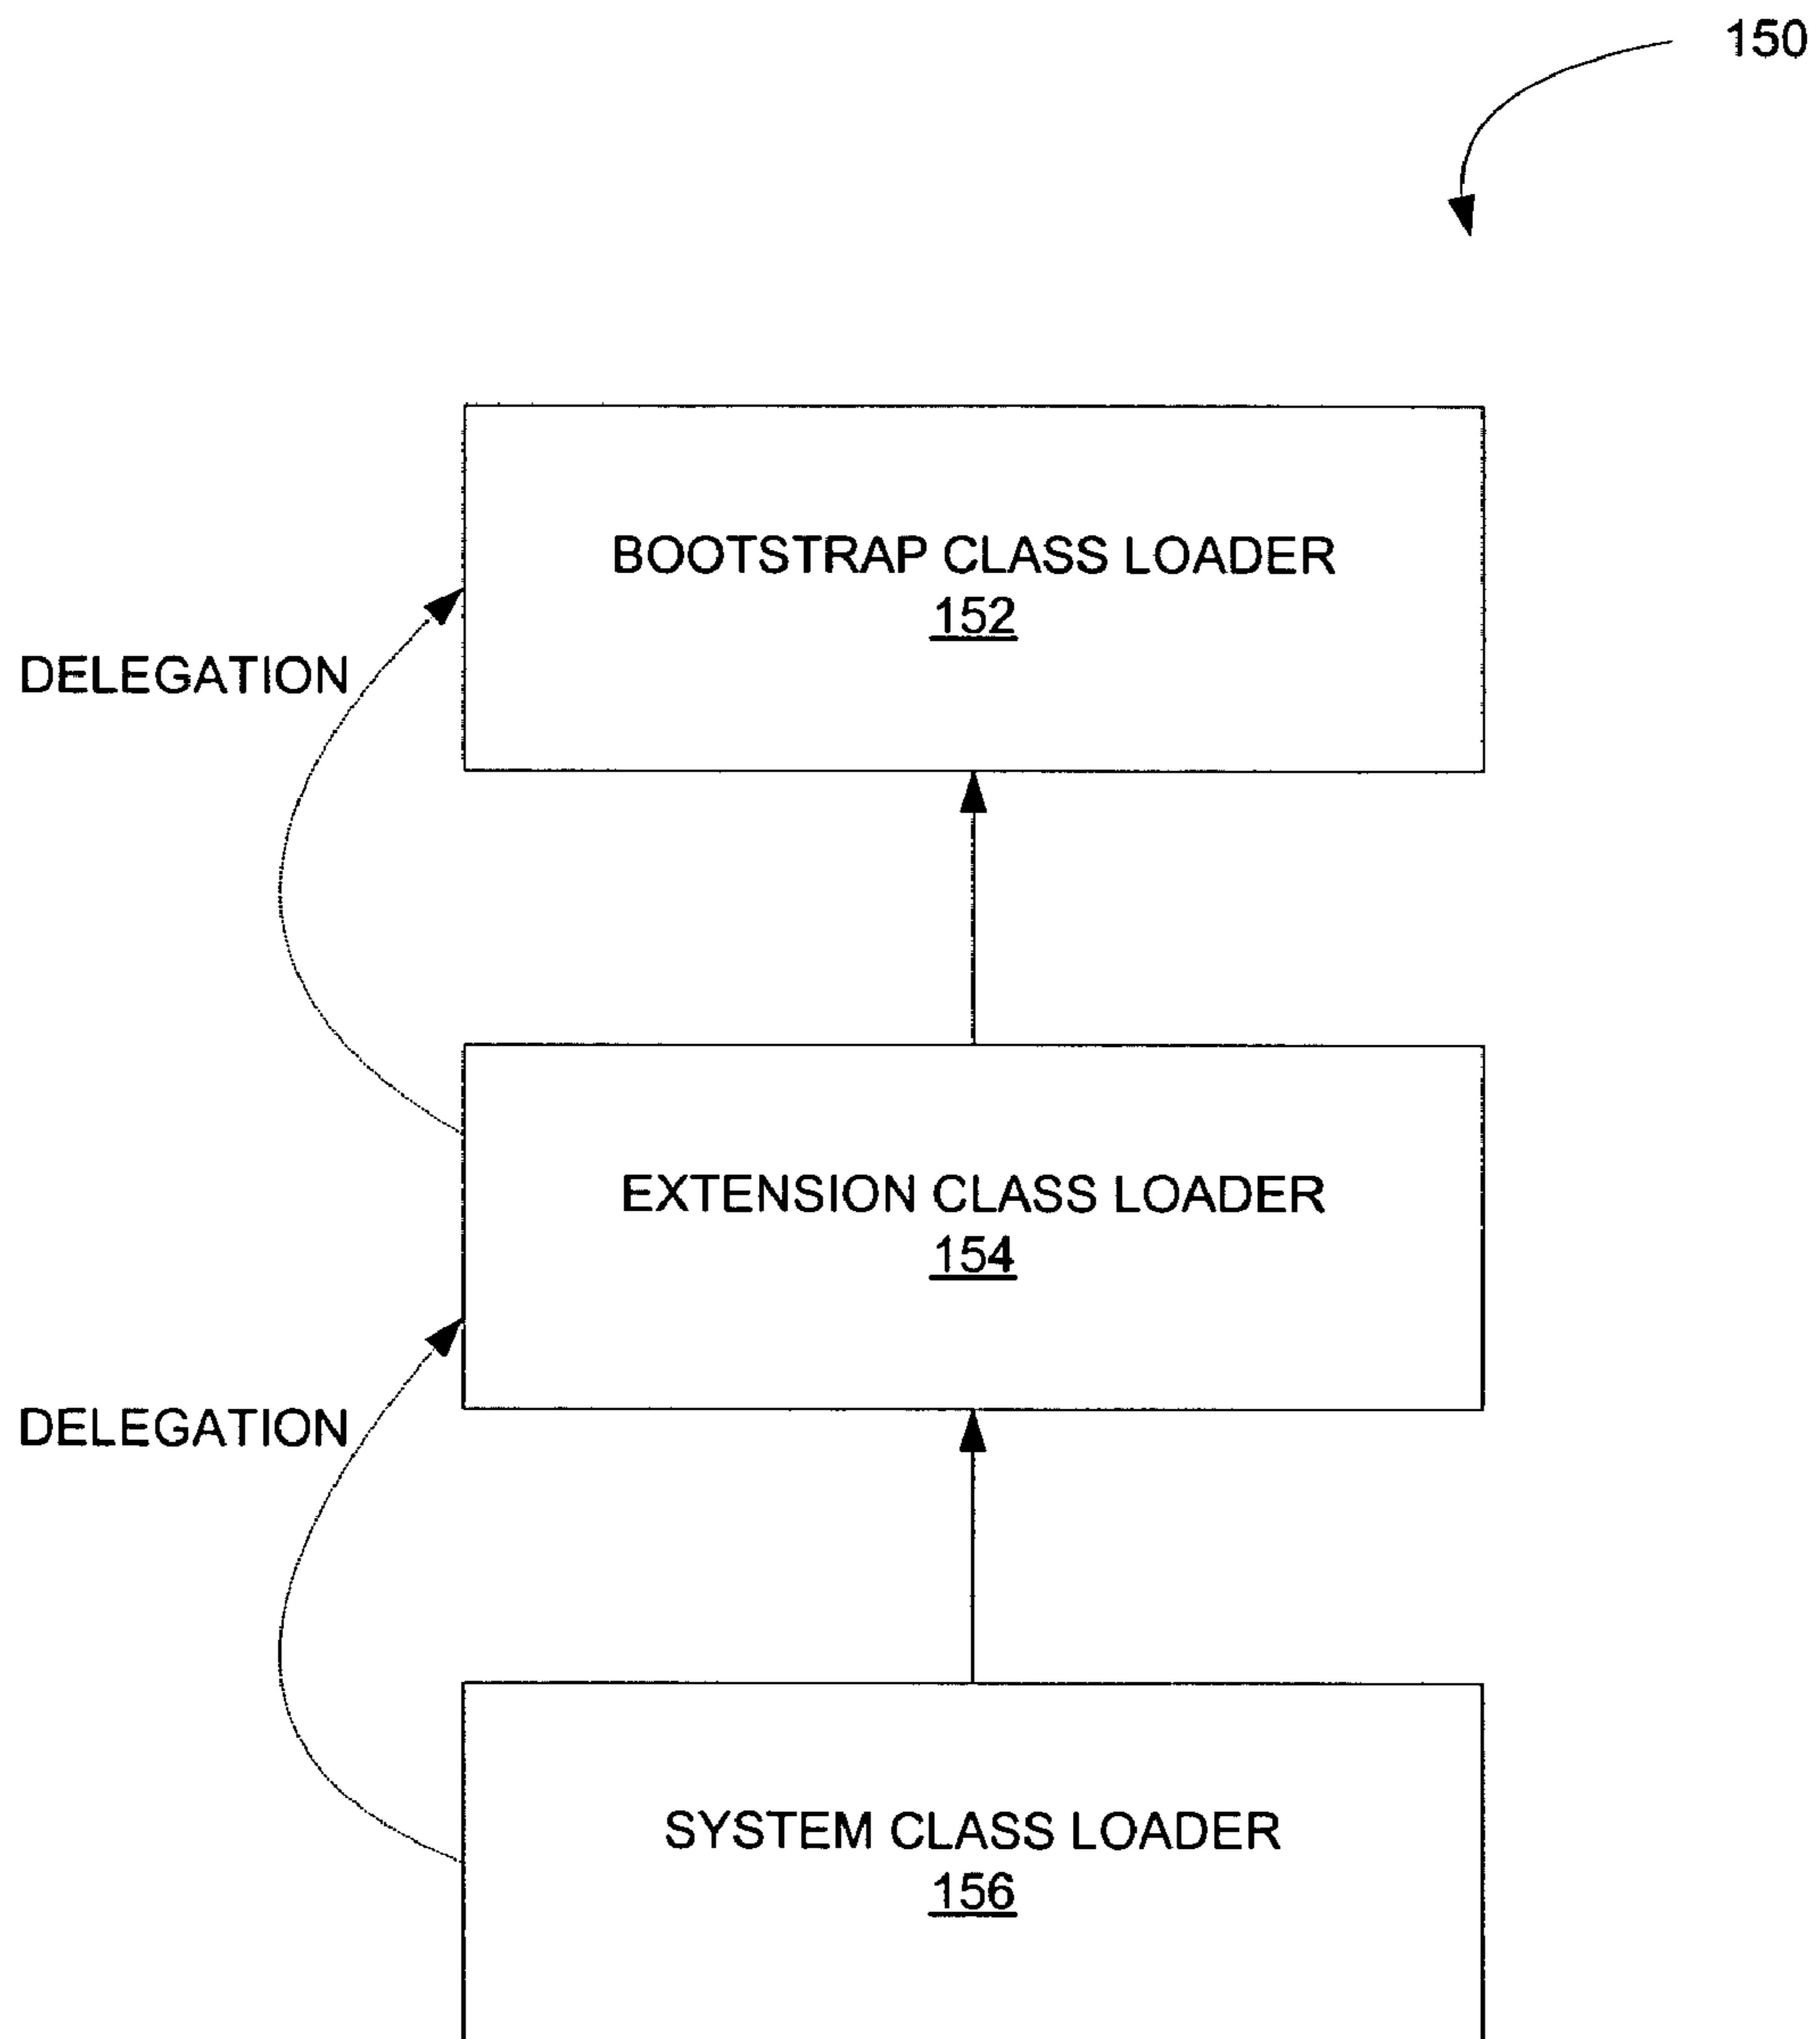 150
BOOTSTRAP CLASS LOADER
152
DELEGATION
EXTENSION CLASS LOADER
154
DELEGATION
SYSTEM CLASS LOADER
156